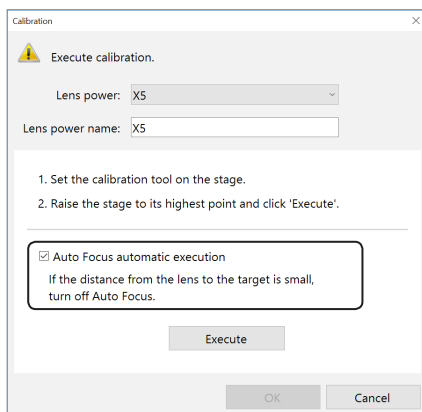 Calibration
Execute calibration.
Lens power: X5
Lens power name: X5
1. Set the calibration tool on the stage.
2. Raise the stage to its highest point and click 'Execute'.
Auto Focus automatic execution
If the distance from the lens to the target is small,
turn off Auto Focus.
Execute
OK Cancel